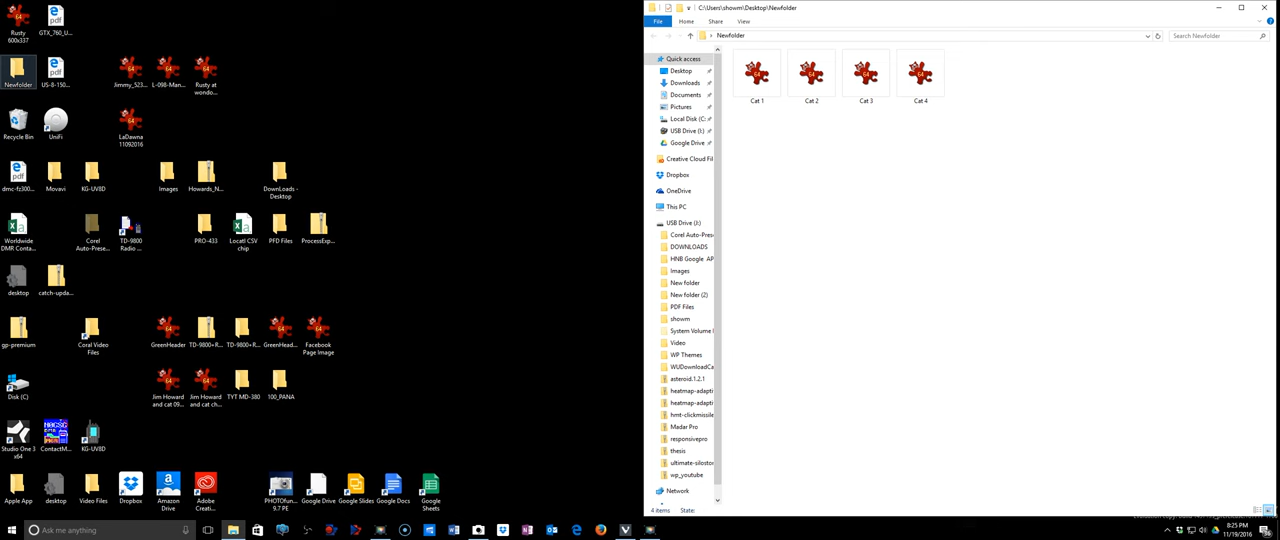 Rusty
600x337
GTX_760_U...
Newfolder
US-8-150...
Jimmy_523...
L-098-Man...
Rusty at
wondo...
Recycle Bin
UniFi
LaDawna
11092016
dmc-fz300...
Movavi
KG-UV8D
Images
Howards_N...
DownLoads -
Desktop
Worldwide
DMR Conta...
Corel
Auto-Prese...
TD-9800
Radio ...
PRO-433
Locatl CSV
chip
PFD Files
ProcessExp...
desktop
catch-upda...
gp-premium
Coral Video
Files
GreenHeader
TD-9800+R...
TD-9800+R...
GreenHead...
Facebook
Page Image
Disk (C)
Jim Howard
and cat 09...
Jim Howard
and cat ch...
TYT MD-380
100_PANA
Studio One 3
x64
ContactM...
KG-UV8D
Apple App
desktop
Video Files
Dropbox
Amazon
Drive
Adobe
Creati...
PHOTOfun...
9.7 PE
Google Drive
Google Slides
Google Docs
Google
Sheets
Ask me anything
C:\Users\showm\Desktop\Newfolder
File
Home
Share
View
Newfolder
Search Newfolder
Quick access
Desktop
Downloads
Documents
Pictures
Local Disk (C:
USB Drive (I:)
Google Drive
Creative Cloud Fil
Dropbox
OneDrive
This PC
USB Drive (I:)
Corel Auto-Prese
DOWNLOADS
HNB Google AP
Images
New folder
New folder (2)
PDF Files
showm
System Volume I
Video
WP Themes
WUDownloadCa
asteroid.1.2.1
heatmap-adapti
heatmap-adapti
hmt-clickmissile
Madar Pro
responsivepro
thesis
ultimate-silostor
wp_youtube
Network
Cat 1
Cat 2
Cat 3
Cat 4
4 items
State:
8:25 PM
11/19/2016